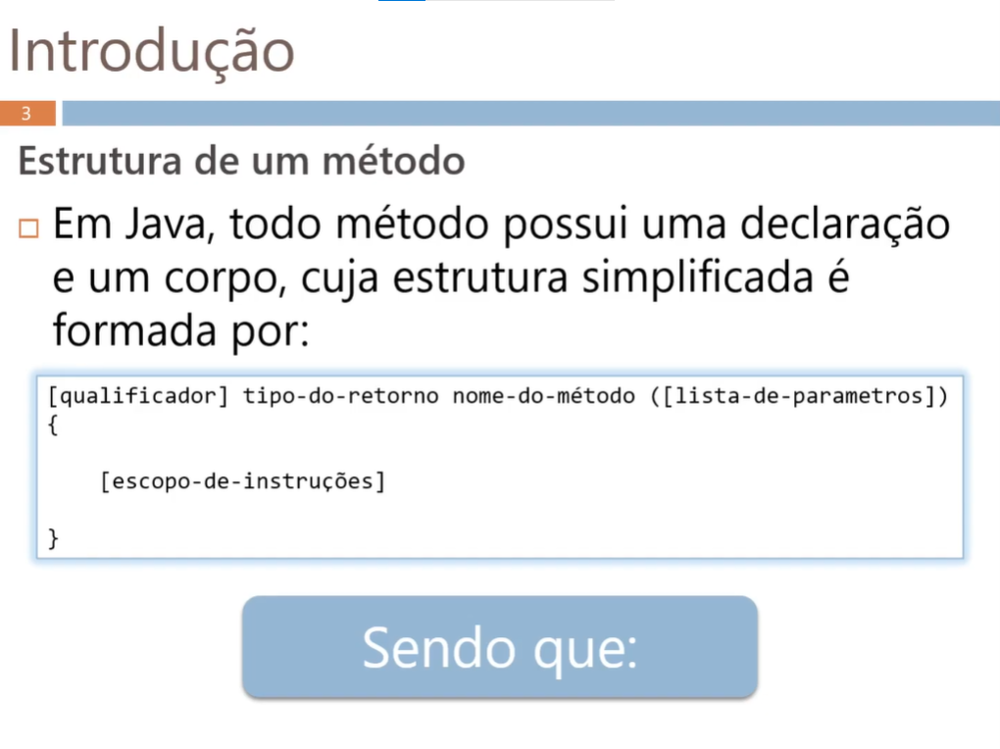 Introdução
3
Estrutura de um método
Em Java, todo método possui uma declaração
e um corpo, cuja estrutura simplificada é
formada por:
[qualificador] tipo-do-retorno nome-do-método ([lista-de-parametros])
{
[escopo-de-instruções]
}
Sendo que: